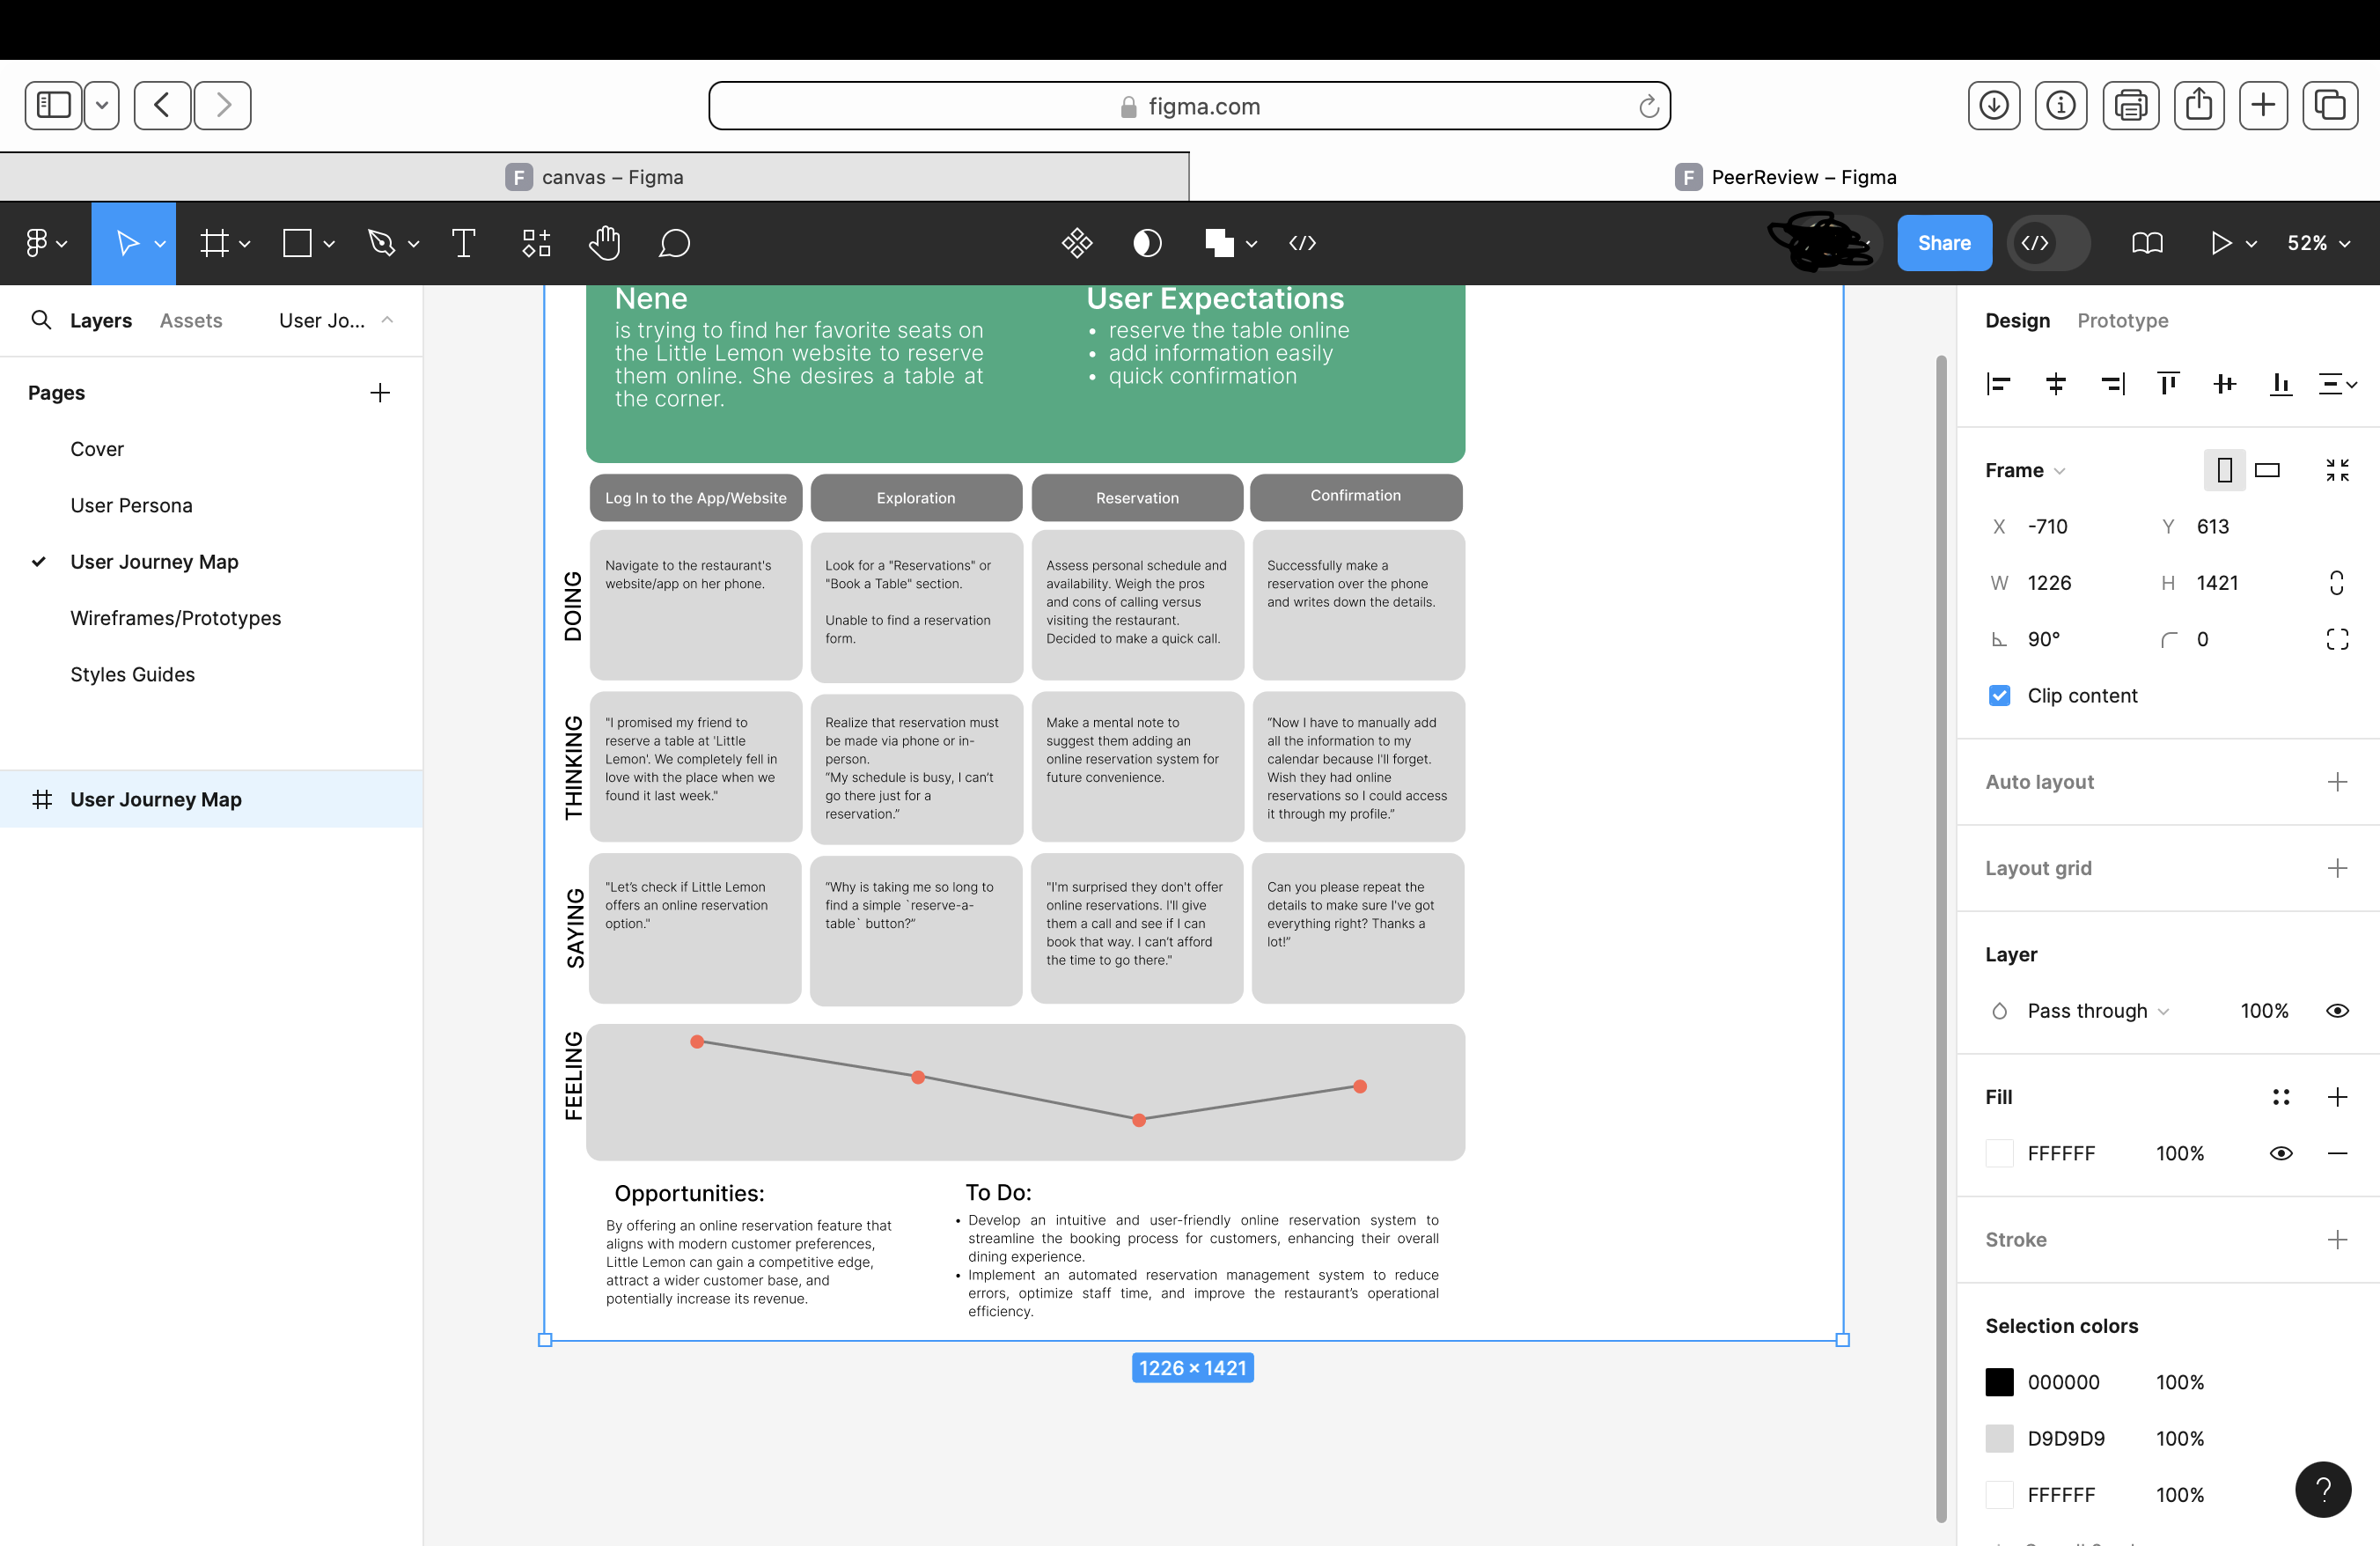 figma.com
F canvas – Figma
F PeerReview – Figma
Share
52%
Layers Assets User Jo...
Pages
Cover
User Persona
User Journey Map
Wireframes/Prototypes
Styles Guides
User Journey Map
Nene
is trying to find her favorite seats on
the Little Lemon website to reserve
them online. She desires a table at
the corner.
User Expectations
• reserve the table online
• add information easily
• quick confirmation
Log In to the App/Website
Exploration
Reservation
Confirmation
DOING
Navigate to the restaurant's
website/app on her phone.
Look for a "Reservations" or
"Book a Table" section.
Unable to find a reservation
form.
Assess personal schedule and
availability. Weigh the pros
and cons of calling versus
visiting the restaurant.
Decided to make a quick call.
Successfully make a
reservation over the phone
and writes down the details.
THINKING
"I promised my friend to
reserve a table at 'Little
Lemon'. We completely fell in
love with the place when we
found it last week."
Realize that reservation must
be made via phone or in-
person.
“My schedule is busy, I can’t
go there just for a
reservation.”
Make a mental note to
suggest them adding an
online reservation system for
future convenience.
“Now I have to manually add
all the information to my
calendar because I'll forget.
Wish they had online
reservations so I could access
it through my profile.”
SAYING
"Let’s check if Little Lemon
offers an online reservation
option."
“Why is taking me so long to
find a simple `reserve-a-
table` button?”
"I'm surprised they don't offer
online reservations. I'll give
them a call and see if I can
book that way. I can’t afford
the time to go there."
Can you please repeat the
details to make sure I've got
everything right? Thanks a
lot!”
FEELING
Opportunities:
By offering an online reservation feature that
aligns with modern customer preferences,
Little Lemon can gain a competitive edge,
attract a wider customer base, and
potentially increase its revenue.
To Do:
• Develop an intuitive and user-friendly online reservation system to
streamline the booking process for customers, enhancing their overall
dining experience.
• Implement an automated reservation management system to reduce
errors, optimize staff time, and improve the restaurant’s operational
efficiency.
1226 × 1421
Design Prototype
Frame
X -710 Y 613
W 1226 H 1421
90° 0
Clip content
Auto layout
Layout grid
Layer
Pass through 100%
Fill
FFFFFF 100%
Stroke
Selection colors
000000 100%
D9D9D9 100%
FFFFFF 100%
?